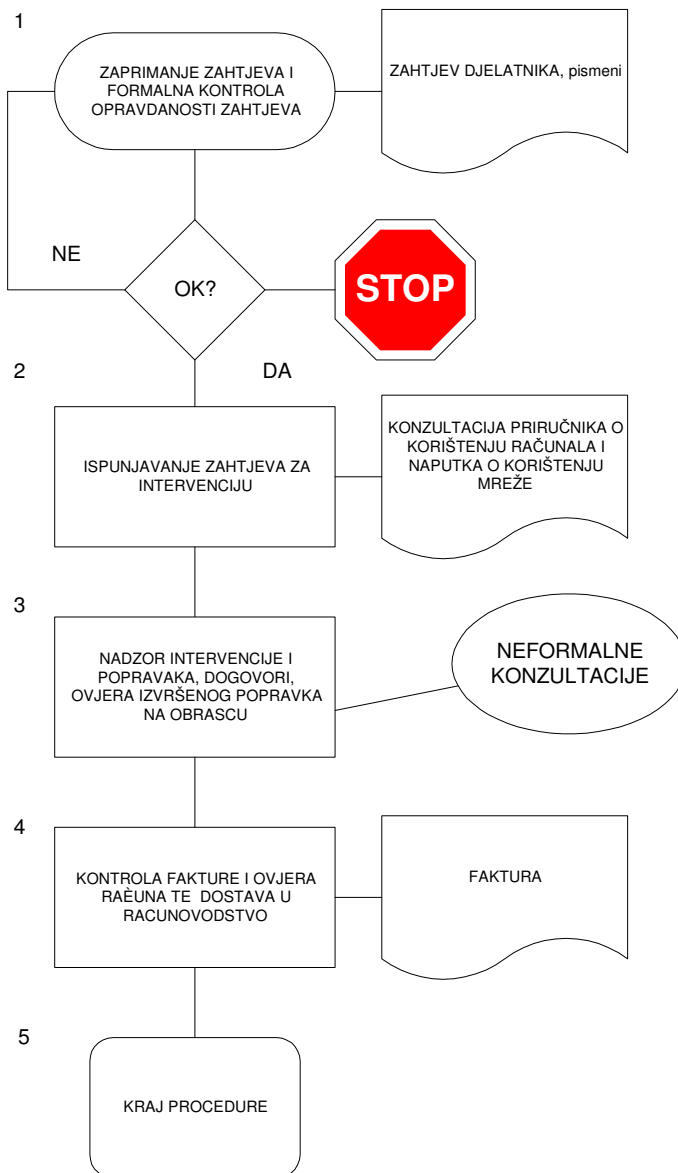 1
ZAPRIMANJE ZAHTJEVA I
FORMALNA KONTROLA
OPRAVDANOSTI ZAHTJEVA
ZAHTJEV DJELATNIKA, pismeni
NE
OK?
STOP
DA
2
ISPUNJAVANJE ZAHTJEVA ZA
INTERVENCIJU
KONZULTACIJA PRIRUČNIKA O
KORIŠTENJU RAČUNALA I
NAPUTKA O KORIŠTENJU
MREŽE
3
NADZOR INTERVENCIJE I
POPRAVAKA, DOGOVORI,
OVJERA IZVRŠENOG POPRAVKA
NA OBRASCU
NEFORMALNE
KONZULTACIJE
4
KONTROLA FAKTURE I OVJERA
RAÈUNA TE  DOSTAVA U
RACUNOVODSTVO
FAKTURA
5
KRAJ PROCEDURE